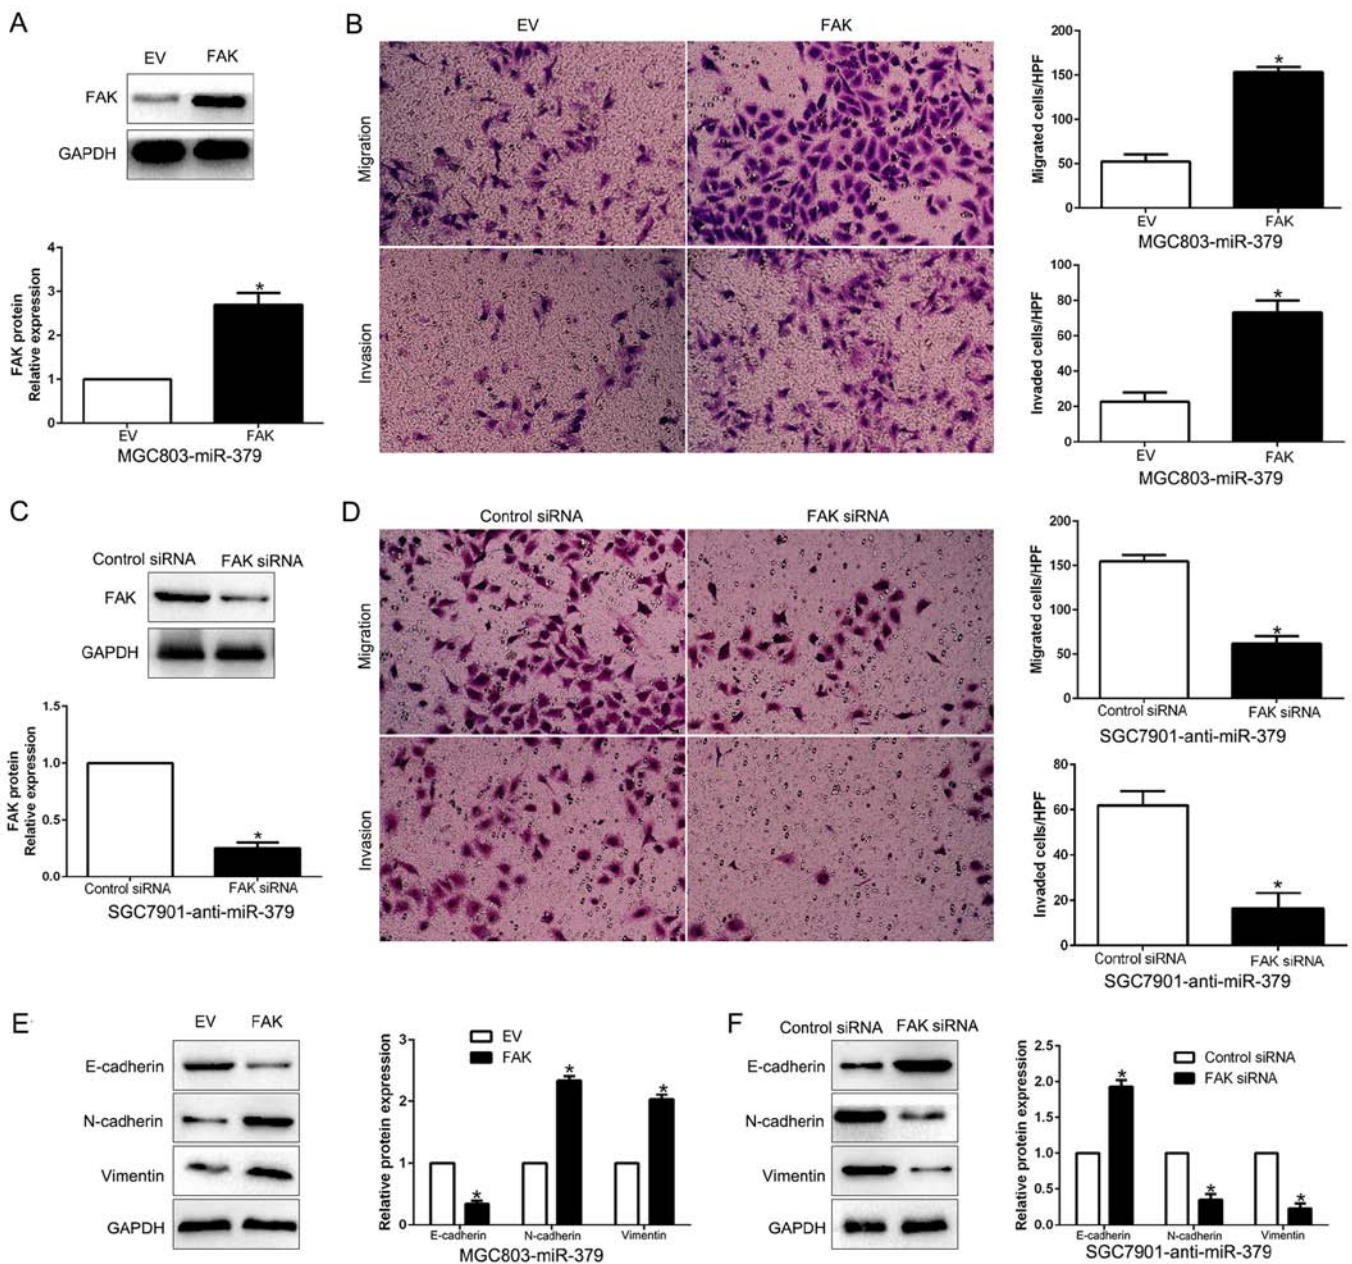 A
EV FAK
FAK
GAPDH
4
3
2
1
0
FAK protein
Relative expression
*
EV FAK
MGC803-miR-379
B
EV FAK
Migration
Invasion
200
150
100
50
0
Migrated cells/HPF
*
EV FAK
MGC803-miR-379
100
80
60
40
20
0
Invaded cells/HPF
*
EV FAK
MGC803-miR-379
C
Control siRNA FAK siRNA
FAK
GAPDH
1.5
1.0
0.5
0.0
FAK protein
Relative expression
*
Control siRNA FAK siRNA
SGC7901-anti-miR-379
D
Control siRNA FAK siRNA
Migration
Invasion
200
150
100
50
0
Migrated cells/HPF
*
Control siRNA FAK siRNA
SGC7901-anti-miR-379
80
60
40
20
0
Invaded cells/HPF
*
Control siRNA FAK siRNA
SGC7901-anti-miR-379
E
EV FAK
E-cadherin
N-cadherin
Vimentin
GAPDH
3
2
1
0
Relative protein expression
EV
FAK
* * *
E-cadherin N-cadherin Vimentin
MGC803-miR-379
F
Control siRNA FAK siRNA
E-cadherin
N-cadherin
Vimentin
GAPDH
2.5
2.0
1.5
1.0
0.5
0.0
Relative protein expression
Control siRNA
FAK siRNA
* * *
E-cadherin N-cadherin Vimentin
SGC7901-anti-miR-379